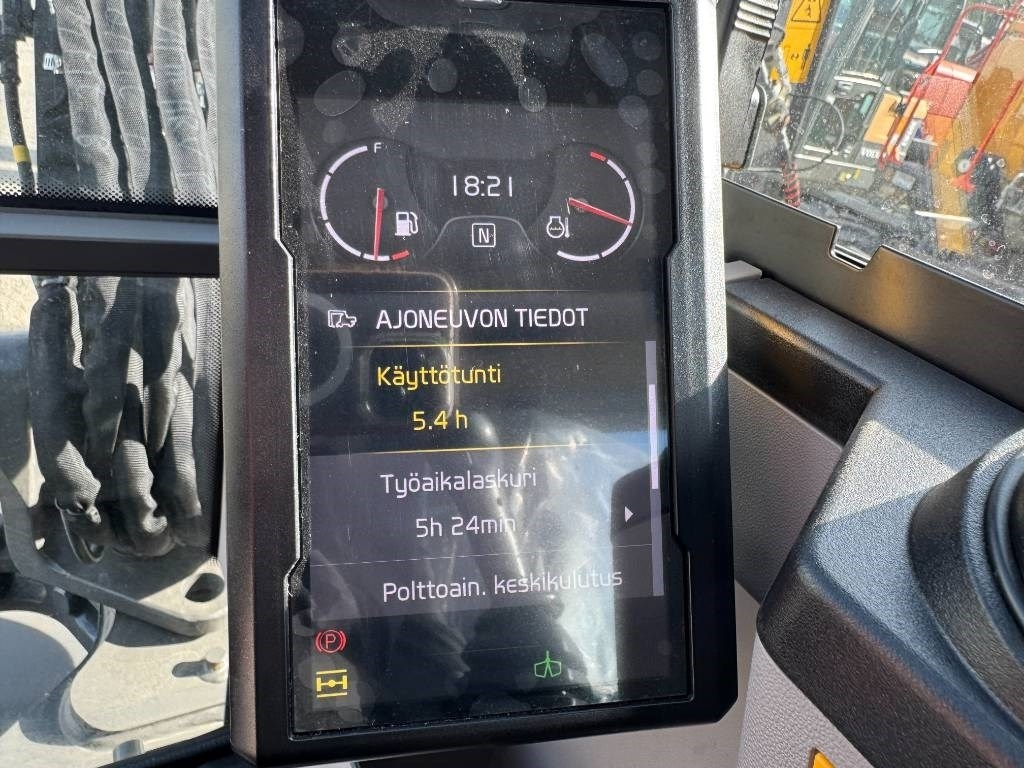 F
18:21
N
AJONEUVON TIEDOT
Käyttötunti
5.4 h
Työaikalaskuri
5h 24min
Polttoain. keskikulutus
P